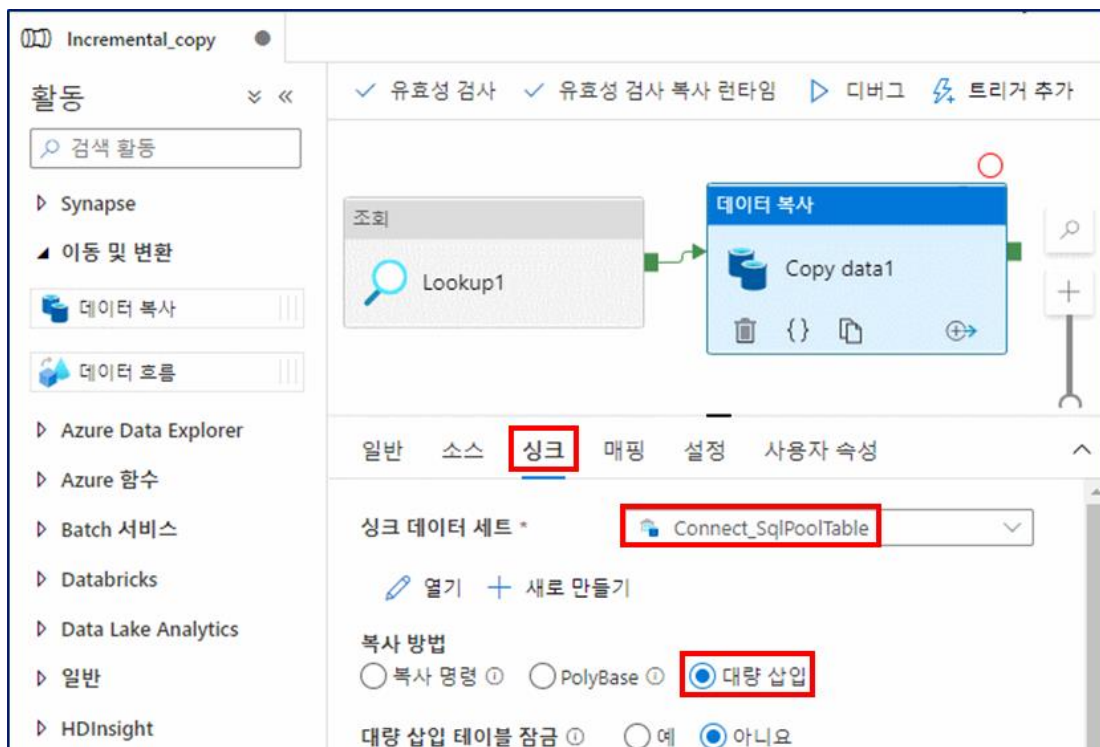 Incremental_copy
활동
검색 활동
Synapse
이동 및 변환
데이터 복사
데이터 흐름
Azure Data Explorer
Azure 함수
Batch 서비스
Databricks
Data Lake Analytics
일반
HDInsight
유효성 검사 유효성 검사 복사 런타임 디버그 트리거 추가
조회
Lookup1
데이터 복사
Copy data1
{}
일반 소스 싱크 매핑 설정 사용자 속성
싱크 데이터 세트 * Connect_SqlPoolTable
열기 새로 만들기
복사 방법
복사 명령 PolyBase 대량 삽입
대량 삽입 테이블 잠금 예 아니요